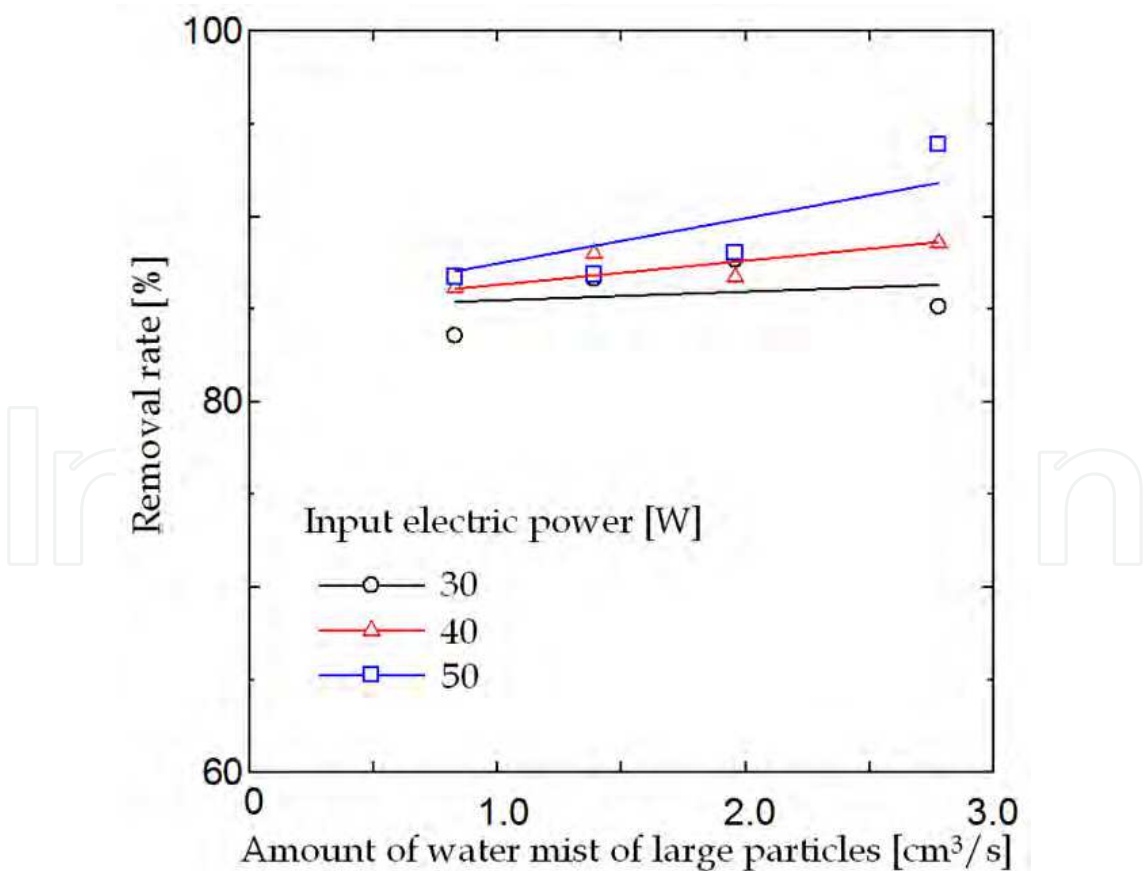 100
80
60
Removal rate [%]
Input electric power [W]
30
40
50
0 1.0 2.0 3.0
Amount of water mist of large particles [cm³/s]